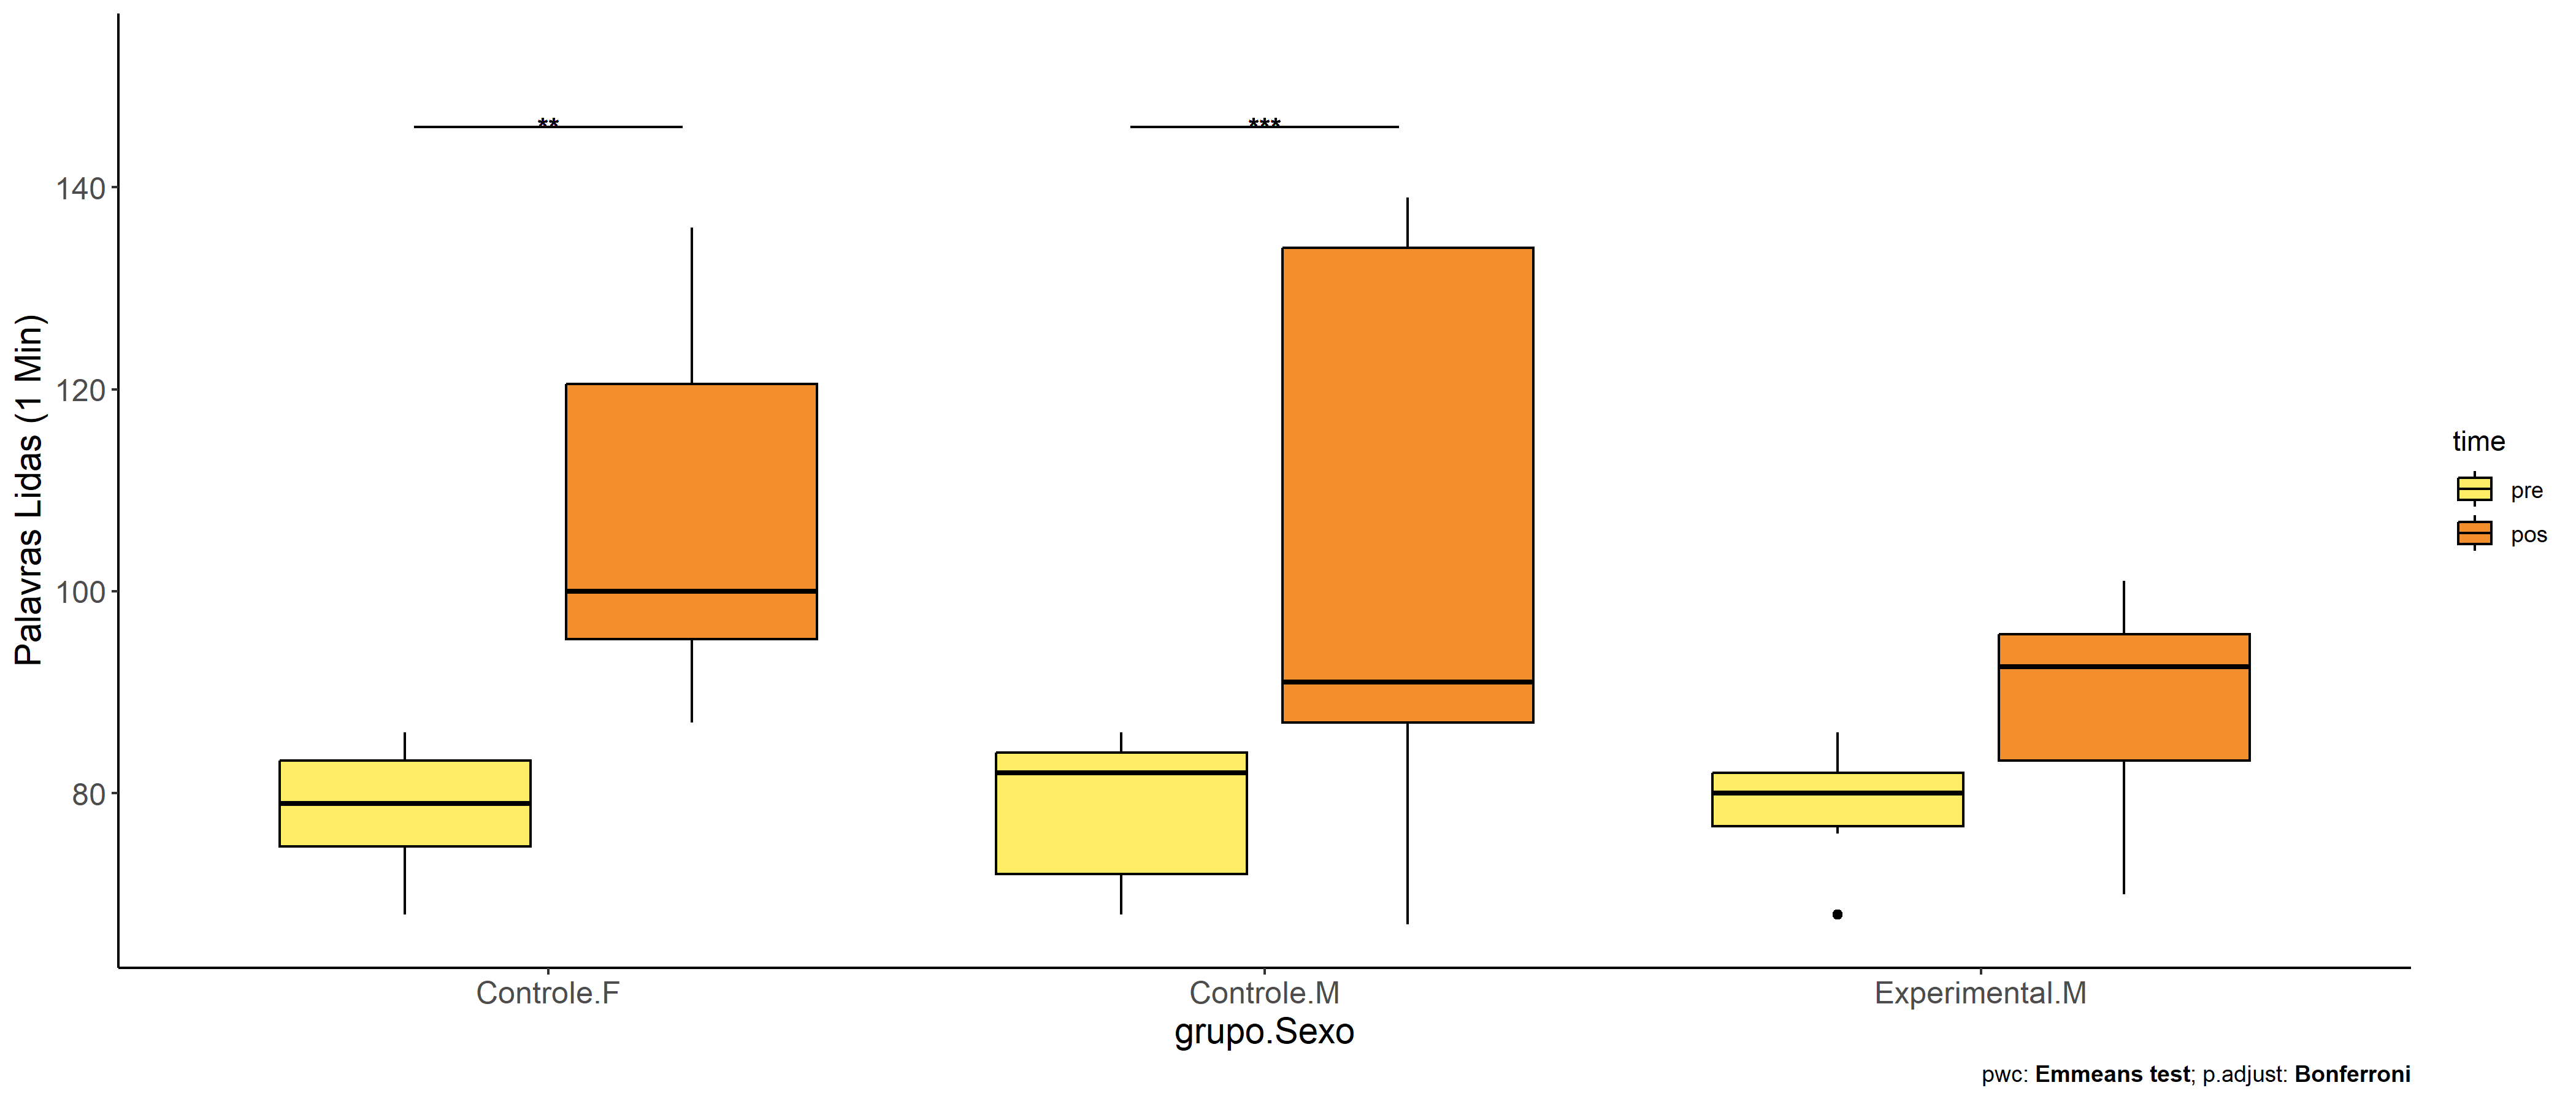 Palavras Lidas (1 Min)
140
120
100
80
**
***
Controle.F
Controle.M
Experimental.M
grupo.Sexo
time
pre
pos
pwc: Emmeans test; p.adjust: Bonferroni